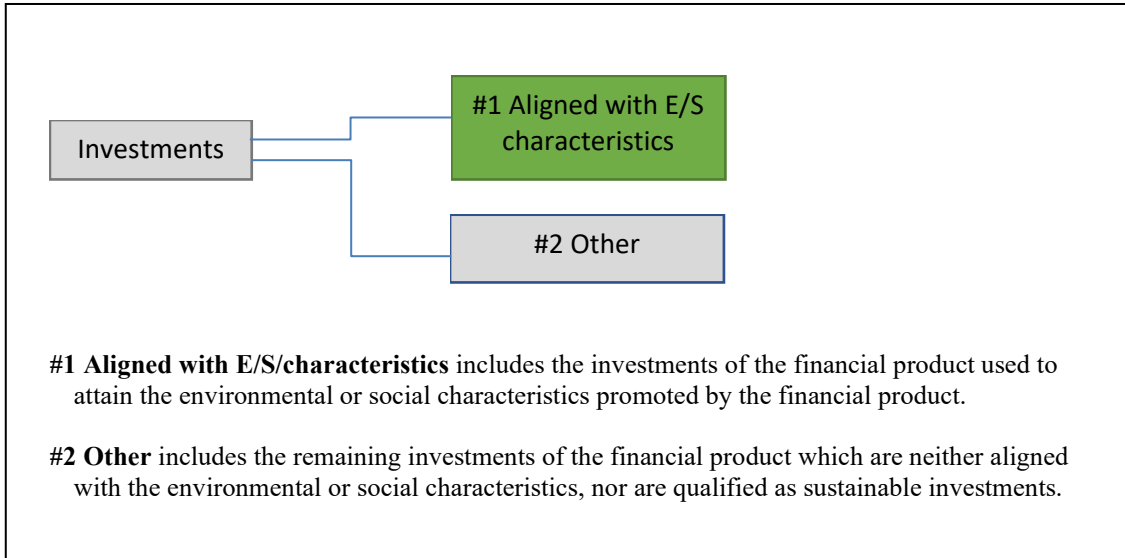 #1 Aligned with E/S
characteristics
Investments
#2 Other
#1 Aligned with E/S/characteristics includes the investments of the financial product used to
attain the environmental or social characteristics promoted by the financial product.
#2 Other includes the remaining investments of the financial product which are neither aligned
with the environmental or social characteristics, nor are qualified as sustainable investments.